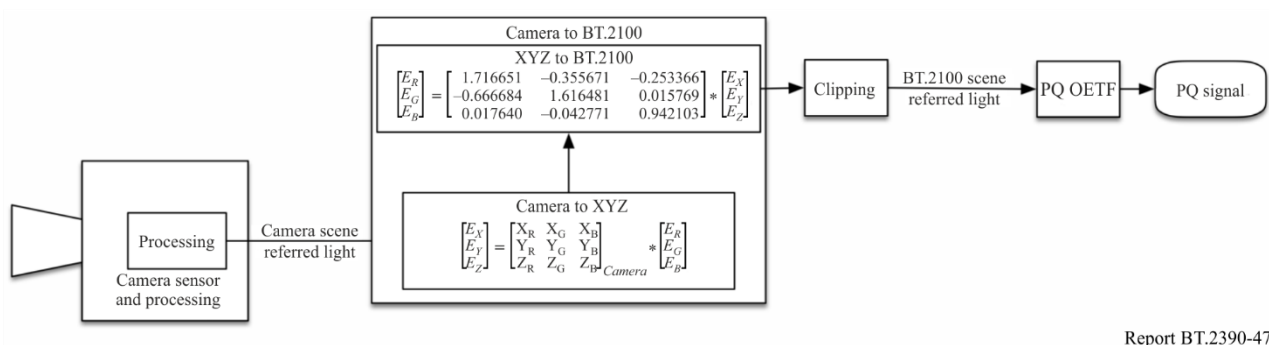 Camera to BT.2100
XYZ to BT.2100
[E_R] = [1.716651 –0.355671 –0.253366] * [E_X]
[E_G] = [–0.666684 1.616481 0.015769] * [E_Y]
[E_B] = [0.017640 –0.042771 0.942103] * [E_Z]
Clipping
BT.2100 scene
referred light
PQ OETF
PQ signal
Processing
Camera sensor
and processing
Camera scene
referred light
Camera to XYZ
[E_X] = [X_R X_G X_B] * [E_R]
[E_Y] = [Y_R Y_G Y_B] * [E_G]
[E_Z] = [Z_R Z_G Z_B]_Camera * [E_B]
Report BT.2390-47